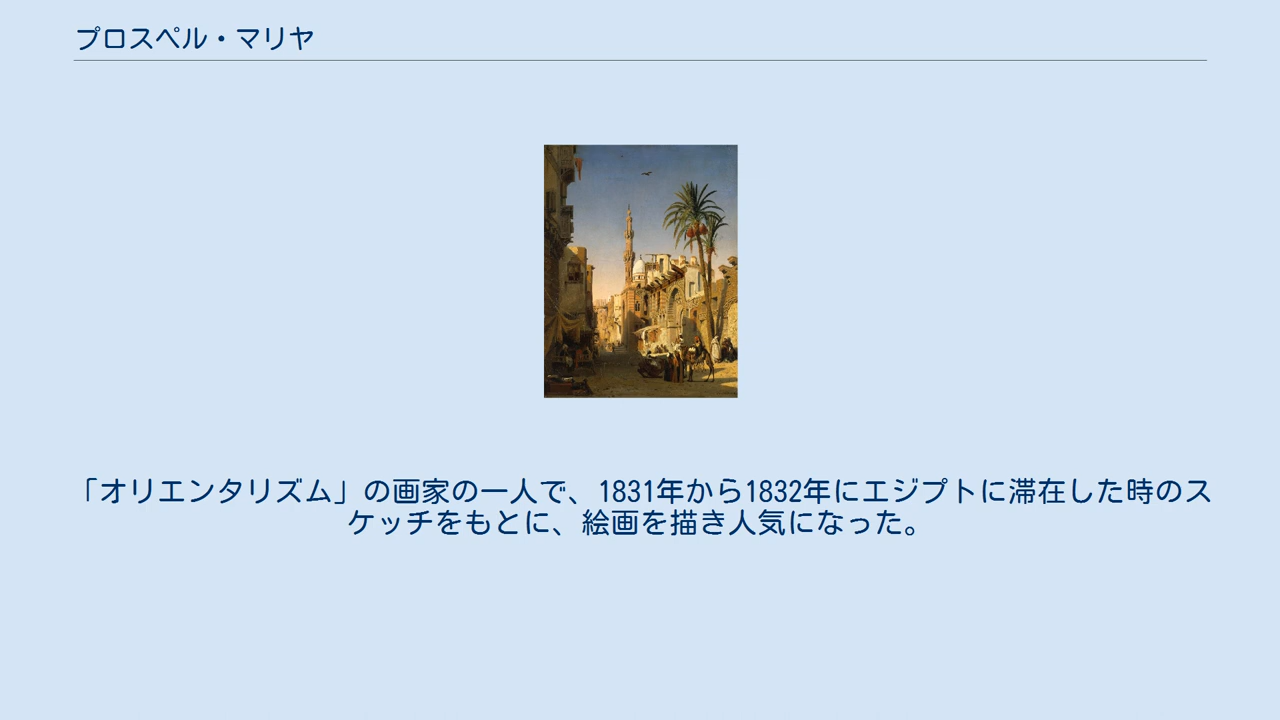 プロスペル・マリヤ
「オリエンタリズム」の画家の一人で、1831年から1832年にエジプトに滞在した時のス
ケッチをもとに、絵画を描き人気になった。